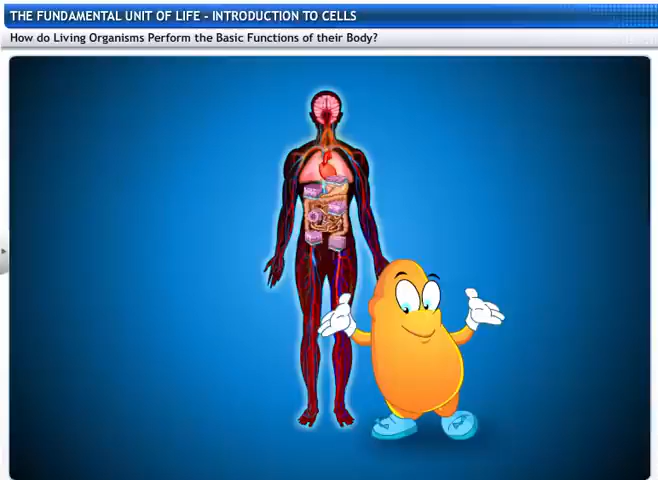 THE FUNDAMENTAL UNIT OF LIFE - INTRODUCTION TO CELLS
How do Living Organisms Perform the Basic Functions of their Body?